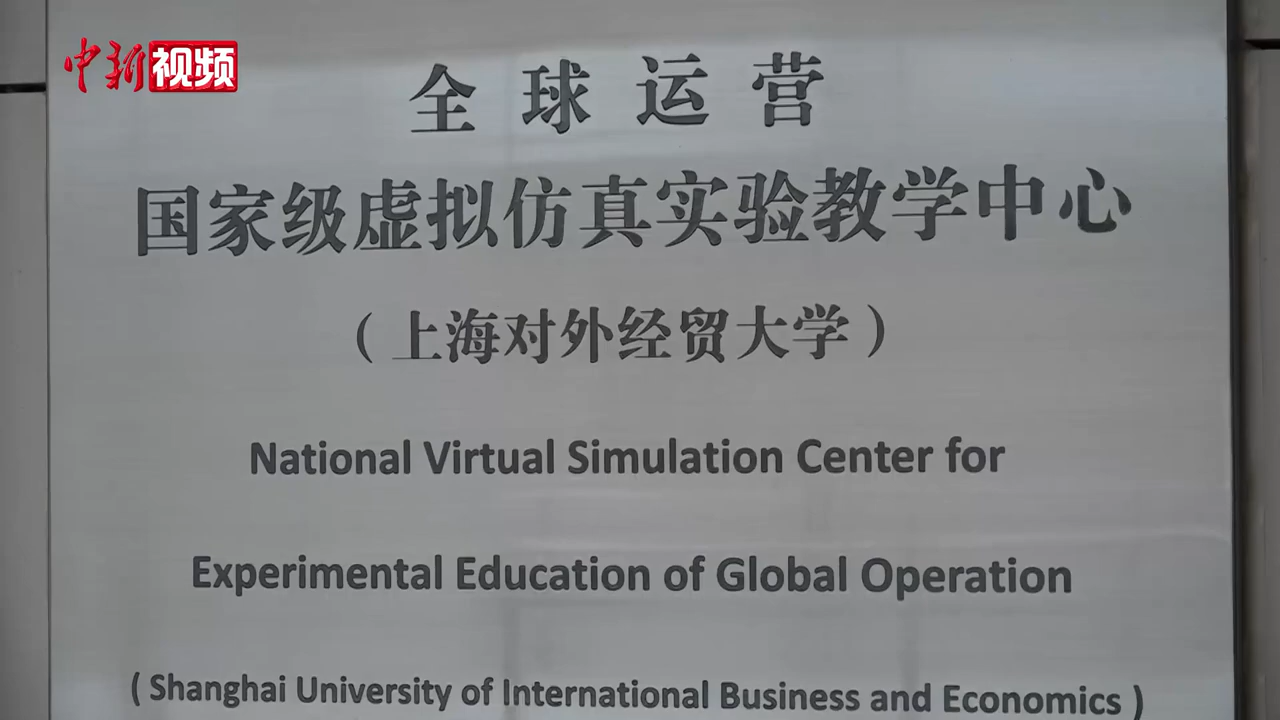 中新视频
全球运营
国家级虚拟仿真实验教学中心
（上海对外经贸大学）
National Virtual Simulation Center for
Experimental Education of Global Operation
( Shanghai University of International Business and Economics )